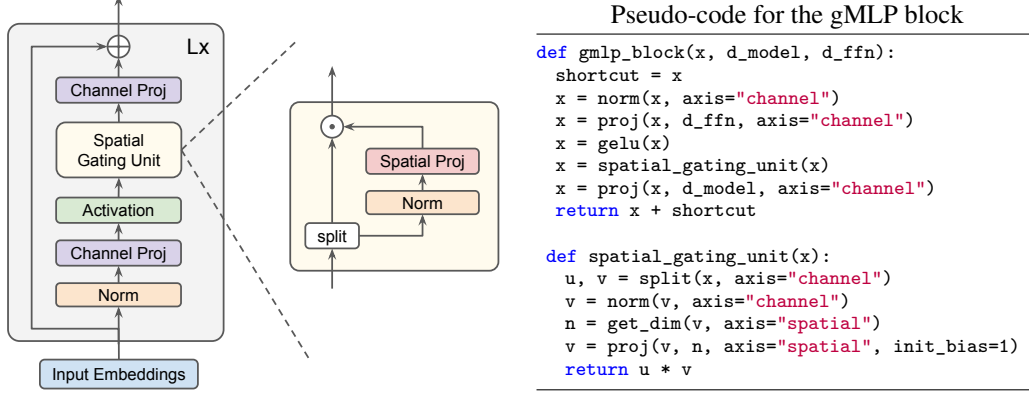 Lx
Channel Proj
Spatial
Gating Unit
Activation
Channel Proj
Norm
Input Embeddings
Spatial Proj
Norm
split
Pseudo-code for the gMLP block
def gmlp_block(x, d_model, d_ffn):
  shortcut = x
  x = norm(x, axis="channel")
  x = proj(x, d_ffn, axis="channel")
  x = gelu(x)
  x = spatial_gating_unit(x)
  x = proj(x, d_model, axis="channel")
  return x + shortcut
def spatial_gating_unit(x):
  u, v = split(x, axis="channel")
  v = norm(v, axis="channel")
  n = get_dim(v, axis="spatial")
  v = proj(v, n, axis="spatial", init_bias=1)
  return u * v